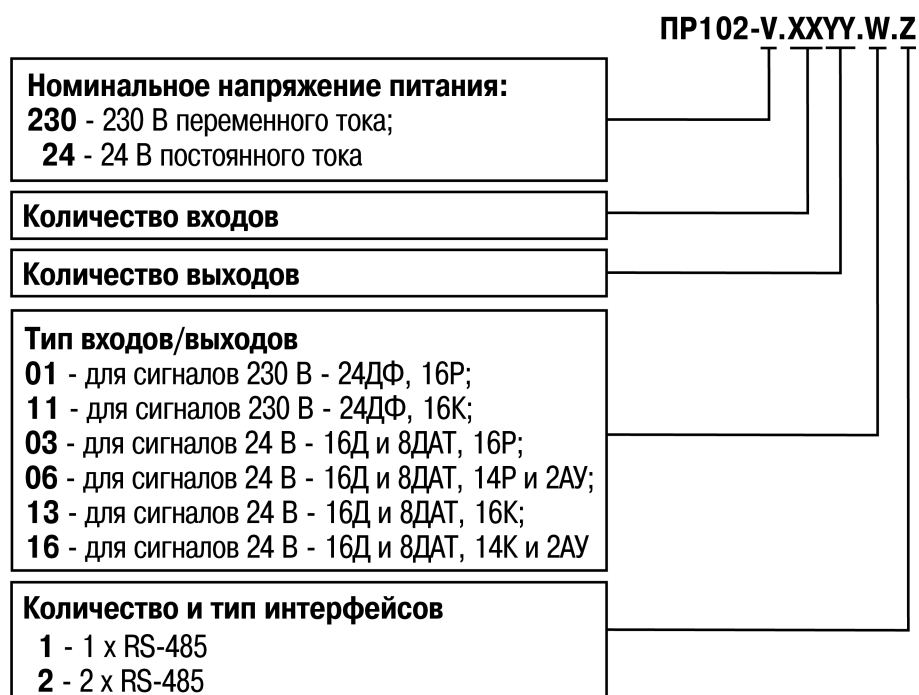 ПР102-V.XXYY.W.Z
Номинальное напряжение питания:
230 - 230 В переменного тока;
24 - 24 В постоянного тока
Количество входов
Количество выходов
Тип входов/выходов
01 - для сигналов 230 В - 24ДФ, 16Р;
11 - для сигналов 230 В - 24ДФ, 16К;
03 - для сигналов 24 В - 16Д и 8ДАТ, 16Р;
06 - для сигналов 24 В - 16Д и 8ДАТ, 14Р и 2АУ;
13 - для сигналов 24 В - 16Д и 8ДАТ, 16К;
16 - для сигналов 24 В - 16Д и 8ДАТ, 14К и 2АУ
Количество и тип интерфейсов
1 - 1 x RS-485
2 - 2 x RS-485